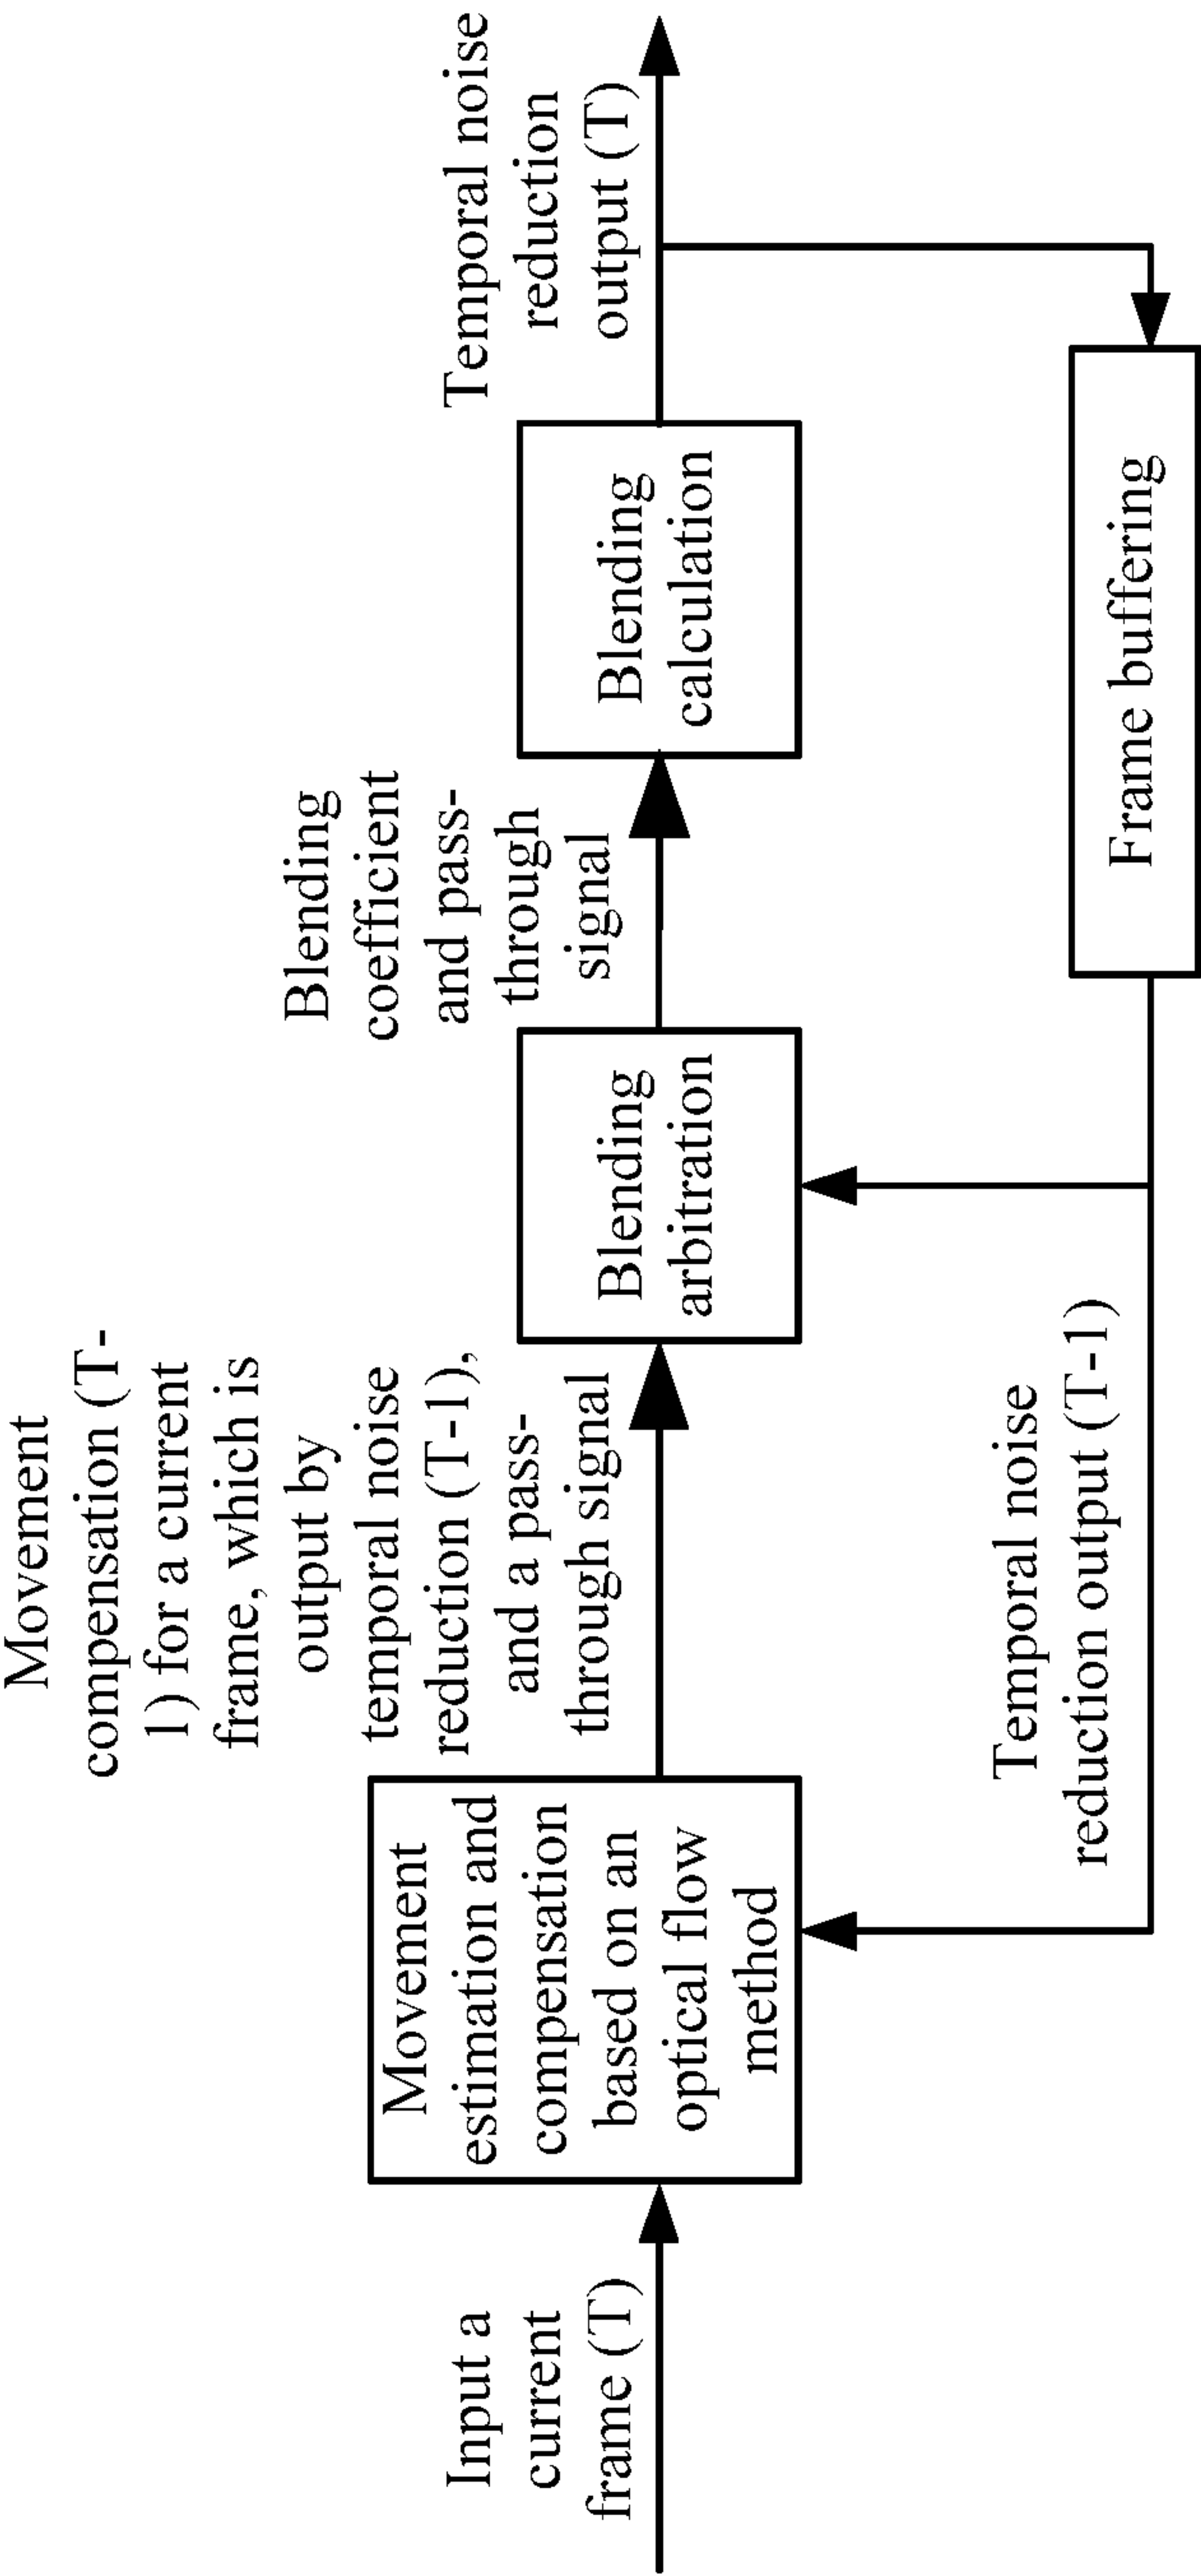 Input a
current
frame (T)
Movement
estimation and
compensation
based on an
optical flow
method
Movement
compensation (T-
1) for a current
frame, which is
output by
temporal noise
reduction (T-1),
and a pass-
through signal
Blending
arbitration
Blending
coefficient
and pass-
through
signal
Blending
calculation
Temporal noise
reduction
output (T)
Temporal noise
reduction output (T-1)
Frame buffering